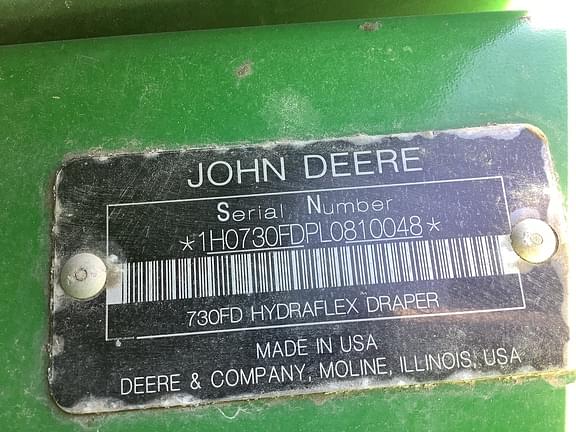 JOHN DEERE
Serial Number
*1H0730FDPL0810048*
730FD HYDRAFLEX DRAPER
MADE IN USA
DEERE & COMPANY, MOLINE, ILLINOIS, USA